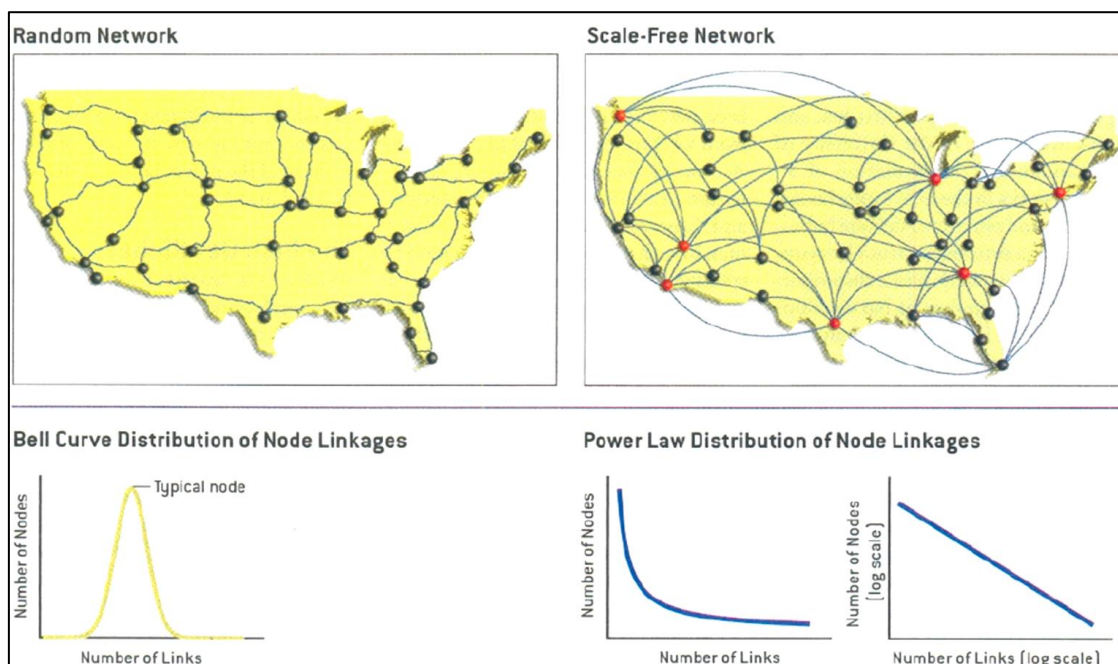 Random Network
Scale-Free Network
Bell Curve Distribution of Node Linkages
Power Law Distribution of Node Linkages
Typical node
Number of Nodes
Number of Links
Number of Nodes
Number of Links
Number of Nodes
(log scale)
Number of Links (log scale)